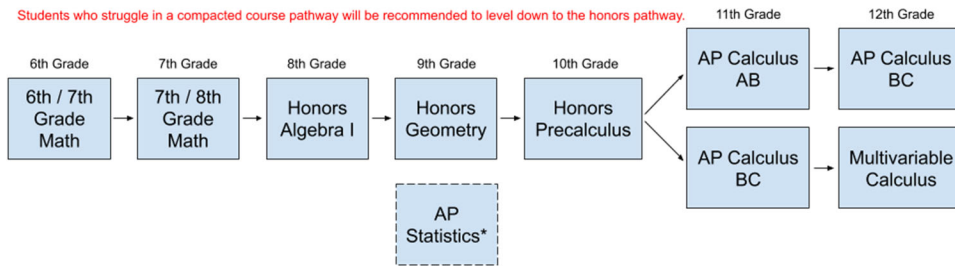 Students who struggle in a compacted course pathway will be recommended to level down to the honors pathway.
6th Grade
6th / 7th
Grade
Math
7th Grade
7th / 8th
Grade
Math
8th Grade
Honors
Algebra I
9th Grade
Honors
Geometry
AP
Statistics*
10th Grade
Honors
Precalculus
11th Grade
AP Calculus
AB
AP Calculus
BC
12th Grade
AP Calculus
BC
Multivariable
Calculus